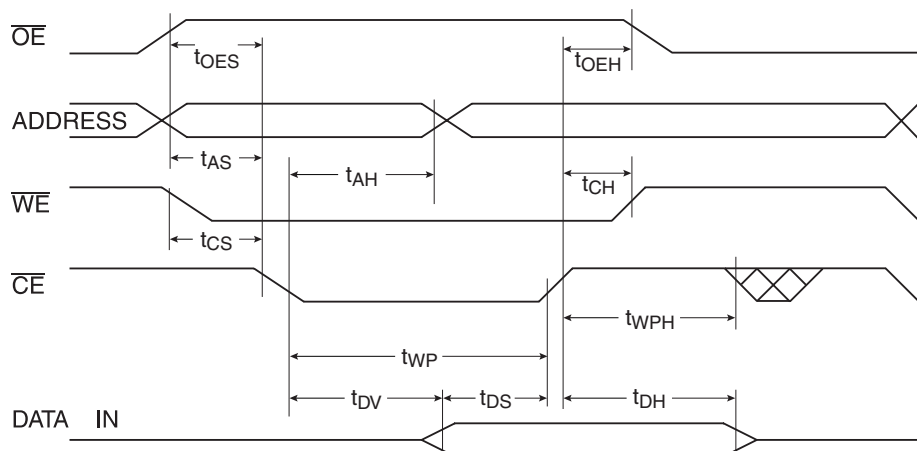 OE
tOES
tOEH
ADDRESS
tAS
tAH
tCH
WE
tCS
CE
tWPH
tWP
tDV
tDS
tDH
DATA IN